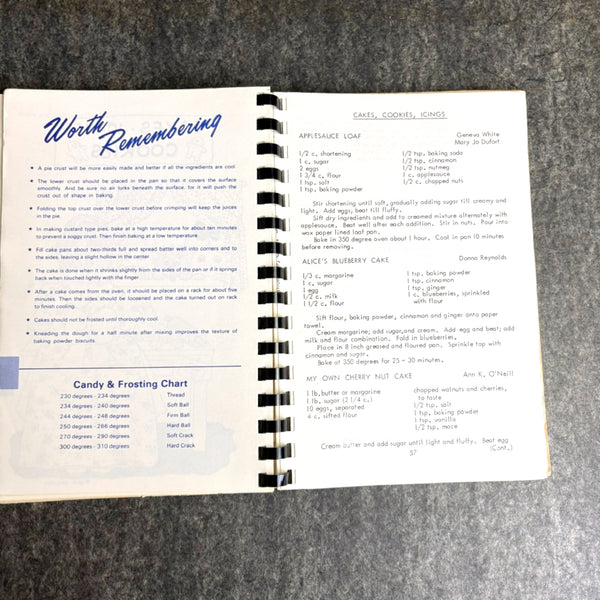 Worth
Remembering
A pie crust will be more easily made and better if all the ingredients are cool.
The lower crust should be placed in the pan so that it covers the surface
smoothly. And be sure no air lurks beneath the surface, for it will push the
crust out of shape in baking.
Folding the top crust over the lower crust before crimping will keep the juices
in the pie.
In making custard type pies, bake at a high temperature for about ten minutes
to prevent a soggy crust. Then finish baking at a low temperature.
Fill cake pans about two-thirds full and spread batter well into corners and to
the sides, leaving a slight hollow in the center.
The cake is done when it shrinks slightly from the sides of the pan or if it springs
back when touched lightly with the finger.
After a cake comes from the oven, it should be placed on a rack for about five
minutes. Then the sides should be loosened and the cake turned out on rack
to finish cooling.
Cakes should not be frosted until thoroughly cool.
Kneading the dough for a half minute after mixing improves the texture of
baking powder biscuits.
Candy & Frosting Chart
230 degrees - 234 degrees Thread
234 degrees - 240 degrees Soft Ball
244 degrees - 248 degrees Firm Ball
250 degrees - 266 degrees Hard Ball
270 degrees - 290 degrees Soft Crack
300 degrees - 310 degrees Hard Crack
CAKES, COOKIES, ICINGS
APPLESAUCE LOAF Geneva White
Mary Jo Dufort
1/2 c. shortening 1/2 tsp. baking soda
1 c. sugar 1/2 tsp. cinnamon
2 eggs 1/2 tsp. nutmeg
1 3/4 c. flour 1 c. applesauce
1 tsp. salt 1/2 c. chopped nuts
1 tsp. baking powder
Stir shortening until soft, gradually adding sugar till creamy and
light. Add eggs, beat till fluffy.
Sift dry ingredients and add to creamed mixture alternately with
applesauce. Beat well after each addition. Stir in nuts. Pour into
wax paper lined loaf pan.
Bake in 350 degree oven about 1 hour. Cool in pan 10 minutes
before removing.
ALICE'S BLUEBERRY CAKE Donna Reynolds
1/3 c. margarine 1 tsp. baking powder
1 c. sugar 1 tsp. cinnamon
1 egg 1 tsp. ginger
1/2 c. milk 1 c. blueberries, sprinkled
1 1/2 c. flour with flour
Sift flour, baking powder, cinnamon and ginger onto paper
towel.
Cream margarine; add sugar, and cream. Add egg and beat; add
milk and flour combination. Fold in blueberries.
Place in 8 inch greased and floured pan. Sprinkle top with
cinnamon and sugar.
Bake at 350 degrees for 25 - 30 minutes.
MY OWN CHERRY NUT CAKE Ann K. O'Neill
1 lb. butter or margarine chopped walnuts and cherries,
1 lb. sugar (2 1/4 c.) to taste
10 eggs, separated 1/2 tsp. salt
4 c. sifted flour 1 tsp. baking powder
1 tsp. vanilla
1/2 tsp. mace
Cream butter and add sugar until light and fluffy. Beat egg
(Cont.)
57